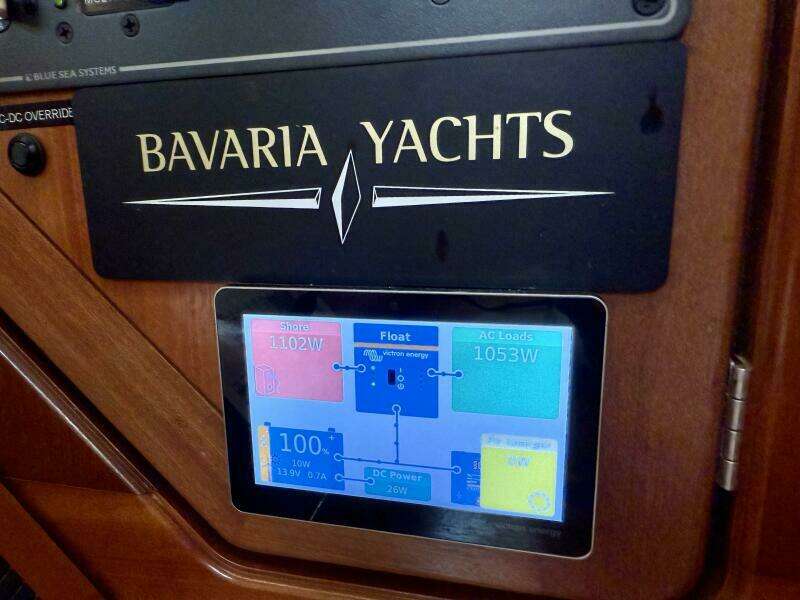 BLUE SEA SYSTEMS
C-DC OVERRIDE
BAVARIA YACHTS
Shore
1102W
Float
victron energy
AC Loads
1053W
100%
10W
13.9V 0.7A
DC Power
26W
0W
victron energy